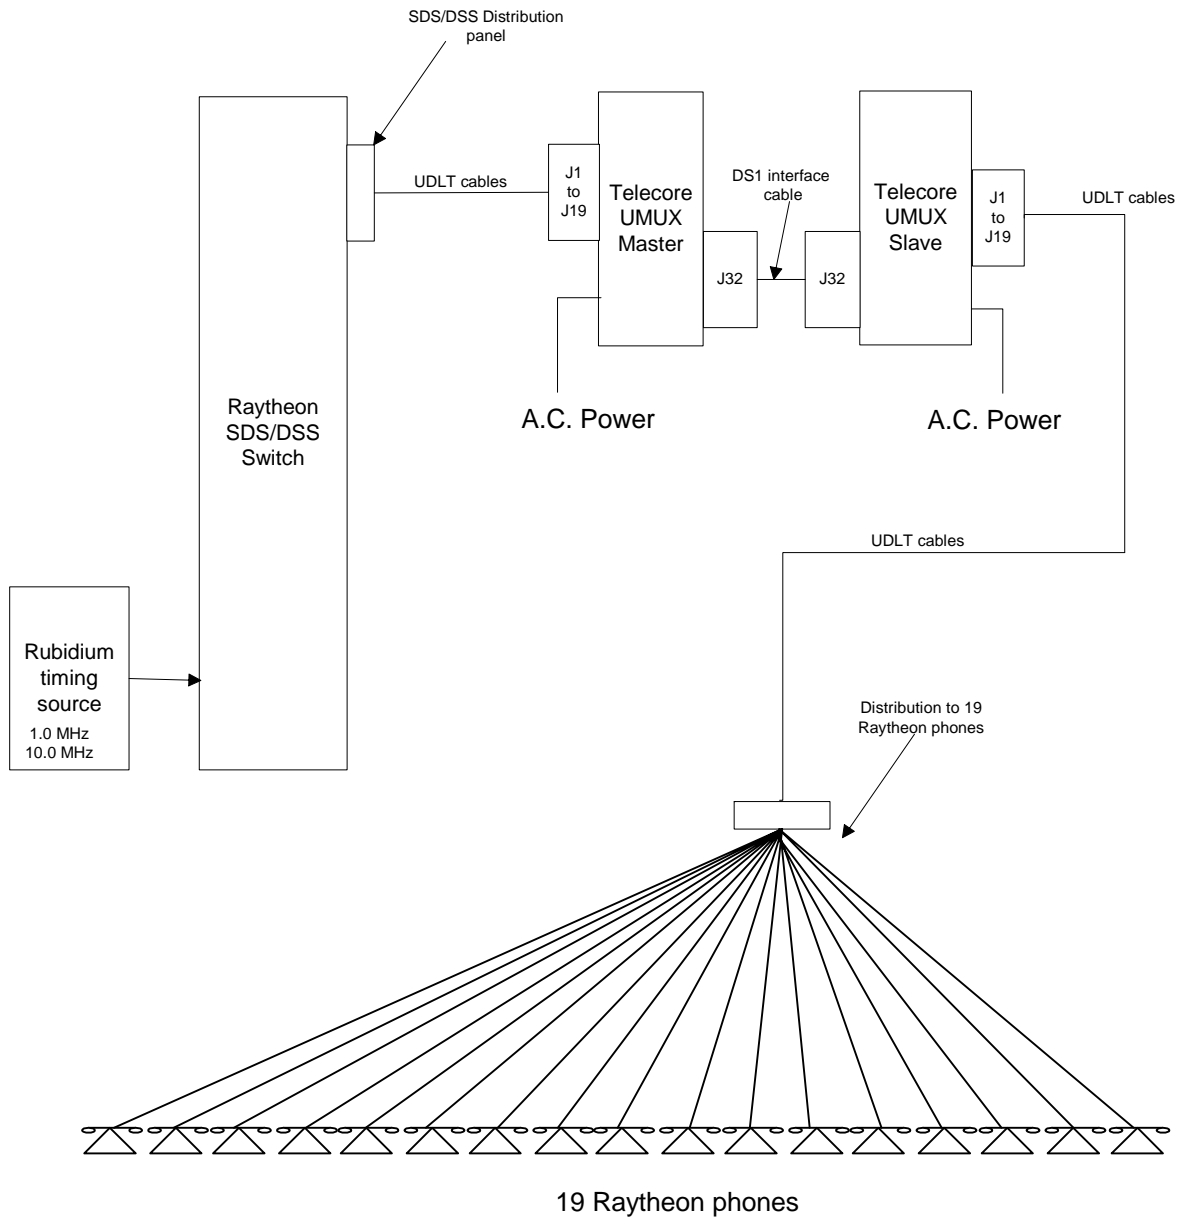 SDS/DSS Distribution
panel
UDLT cables
J1
to
J19
Telecore
UMUX
Master
J32
DS1 interface
cable
J32
Telecore
UMUX
Slave
J1
to
J19
UDLT cables
A.C. Power
A.C. Power
Raytheon
SDS/DSS
Switch
UDLT cables
Rubidium
timing
source
1.0 MHz
10.0 MHz
Distribution to 19
Raytheon phones
19 Raytheon phones